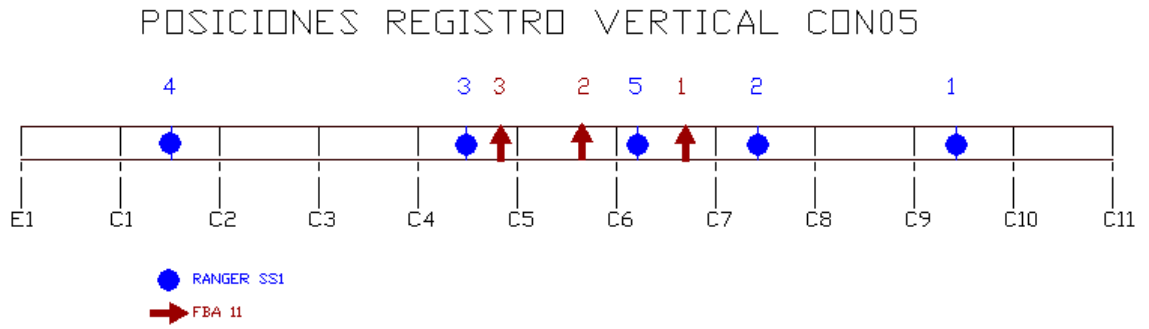 POSICIONES REGISTRO VERTICAL CON05
4 3 3 2 5 1 2 1
E1 C1 C2 C3 C4 C5 C6 C7 C8 C9 C10 C11
RANGER SS1
FBA 11